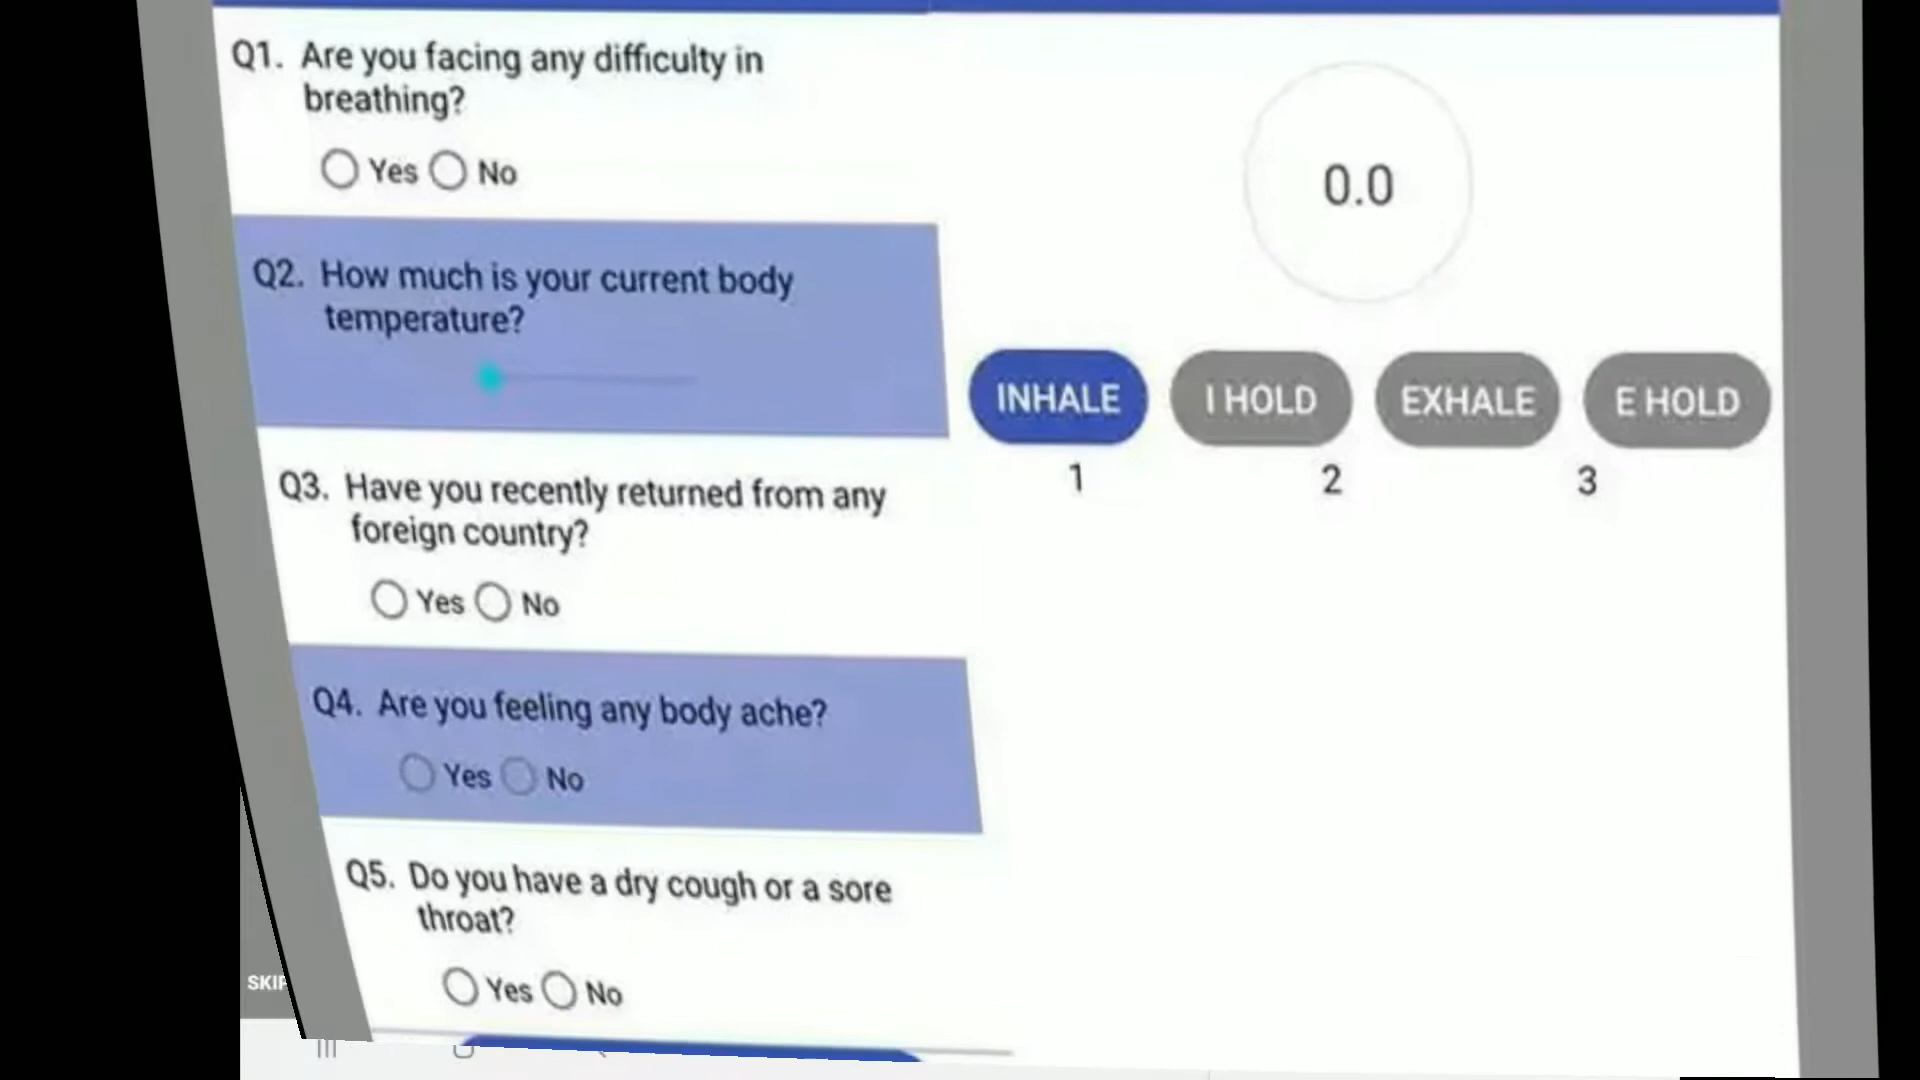 Q1. Are you facing any difficulty in
breathing?
Yes No
Q2. How much is your current body
temperature?
Q3. Have you recently returned from any
foreign country?
Yes No
Q4. Are you feeling any body ache?
Yes No
Q5. Do you have a dry cough or a sore
throat?
Yes No
0.0
INHALE I HOLD EXHALE E HOLD
1 2 3